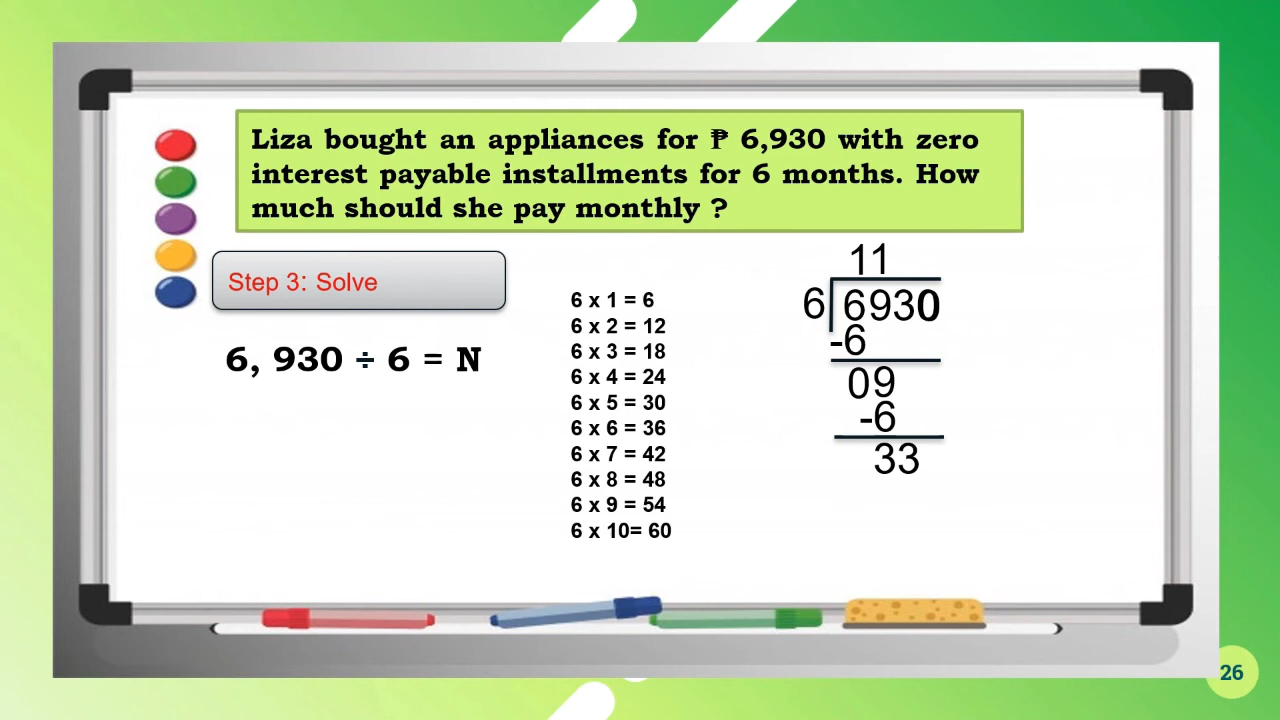 Liza bought an appliances for ₱ 6,930 with zero
interest payable installments for 6 months. How
much should she pay monthly ?
Step 3: Solve
6, 930 ÷ 6 = N
6 x 1 = 6
6 x 2 = 12
6 x 3 = 18
6 x 4 = 24
6 x 5 = 30
6 x 6 = 36
6 x 7 = 42
6 x 8 = 48
6 x 9 = 54
6 x 10= 60
11
6 6930
-6
09
-6
33
26